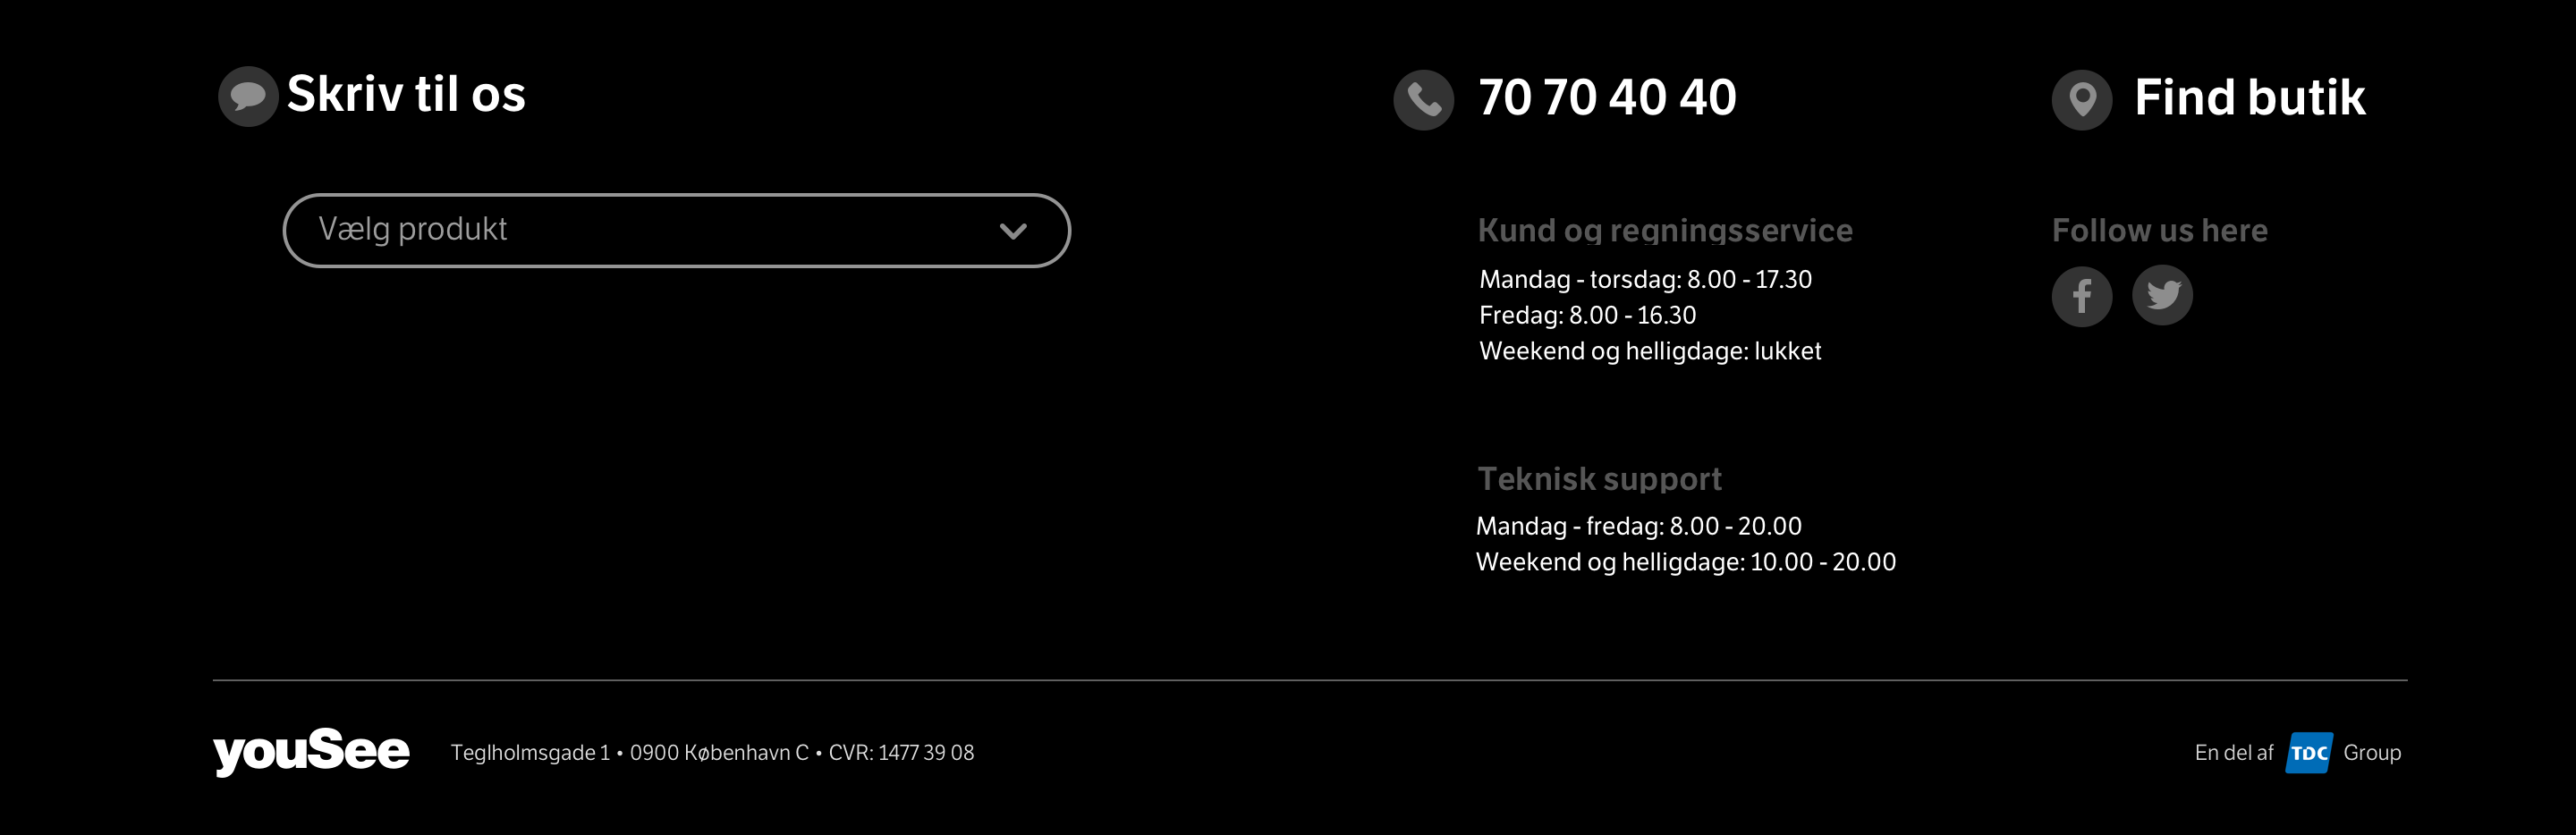 Skriv til os
Vælg produkt
70 70 40 40
Kund og regningsservice
Mandag - torsdag: 8.00 - 17.30
Fredag: 8.00 - 16.30
Weekend og helligdage: lukket
Teknisk support
Mandag - fredag: 8.00 - 20.00
Weekend og helligdage: 10.00 - 20.00
Find butik
Follow us here
youSee
Teglholmsgade 1 • 0900 København C • CVR: 1477 39 08
En del af TDC Group